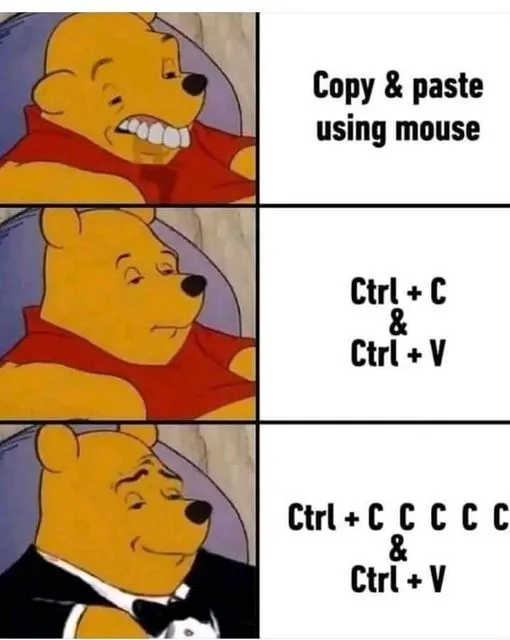 Copy & paste
using mouse
Ctrl + C
&
Ctrl + V
Ctrl + C C C C C
&
Ctrl + V